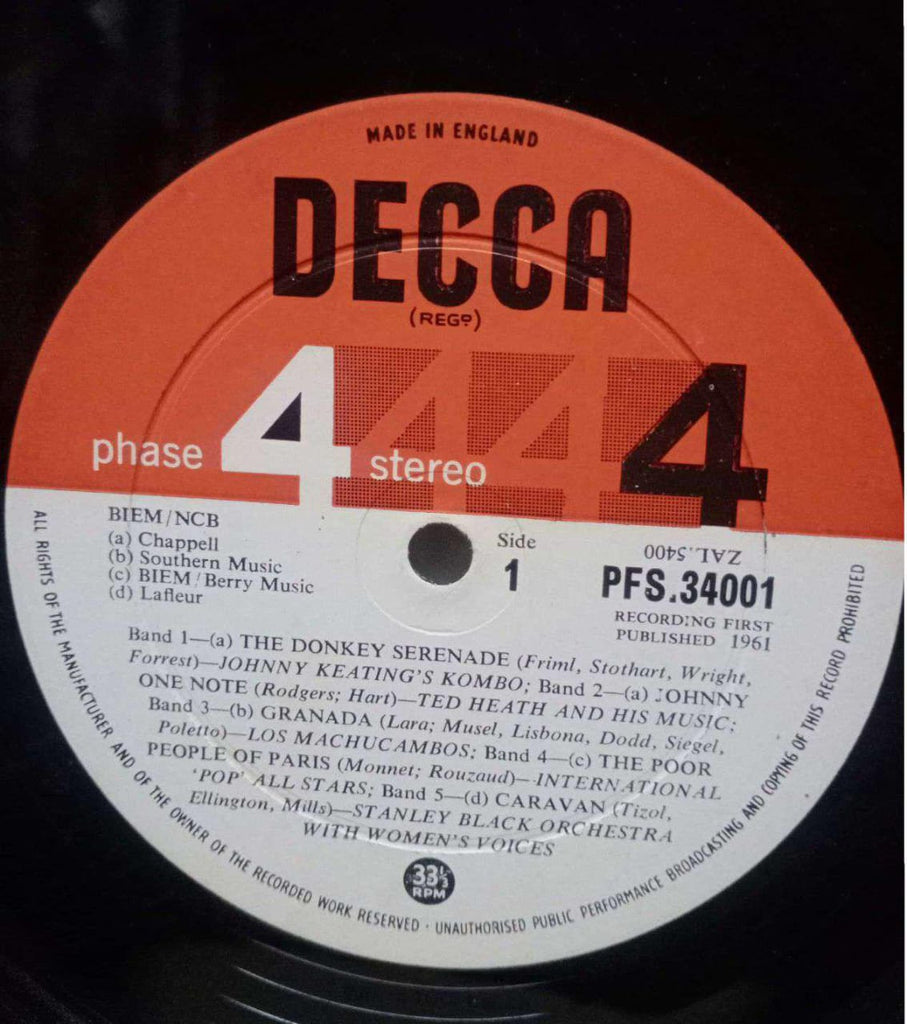 MADE IN ENGLAND
DECCA
(REGD)
4 4 4 4
phase 4 stereo
BIEM/NCB
(a) Chappell
(b) Southern Music
(c) BIEM/Berry Music
(d) Lafleur
Side
1
ZAL.5400
PFS.34001
RECORDING FIRST
PUBLISHED 1961
Band 1—(a) THE DONKEY SERENADE (Friml, Stothart, Wright,
Forrest)—JOHNNY KEATING'S KOMBO; Band 2—(a) JOHNNY
ONE NOTE (Rodgers; Hart)—TED HEATH AND HIS MUSIC;
Band 3—(b) GRANADA (Lara; Musel, Lisbona, Dodd, Siegel,
Poletto)—LOS MACHUCAMBOS; Band 4—(c) THE POOR
PEOPLE OF PARIS (Monnet; Rouzaud)—INTERNATIONAL
'POP' ALL STARS; Band 5—(d) CARAVAN (Tizol,
Ellington, Mills)—STANLEY BLACK ORCHESTRA
WITH WOMEN'S VOICES
33⅓
RPM
ALL RIGHTS OF THE MANUFACTURER AND OF THE OWNER OF THE RECORDED WORK RESERVED · UNAUTHORISED PUBLIC PERFORMANCE BROADCASTING AND COPYING OF THIS RECORD PROHIBITED